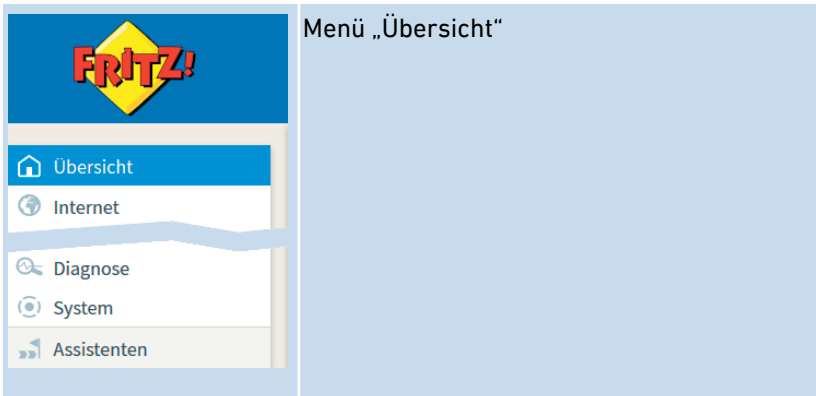 FRITZ!
Menü „Übersicht“
Übersicht
Internet
Diagnose
System
Assistenten